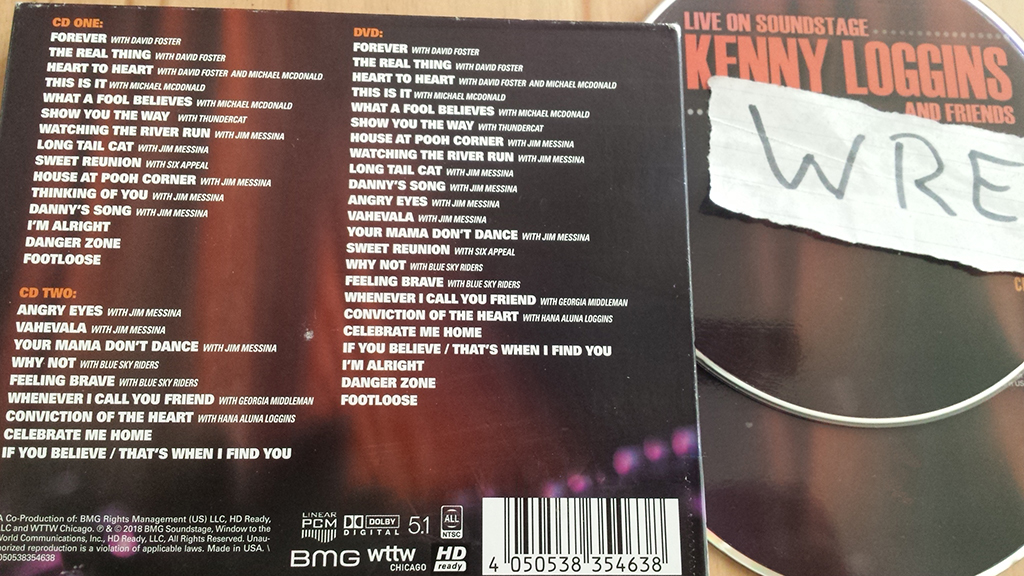 CD ONE:
FOREVER WITH DAVID FOSTER
THE REAL THING WITH DAVID FOSTER
HEART TO HEART WITH DAVID FOSTER AND MICHAEL MCDONALD
THIS IS IT WITH MICHAEL MCDONALD
WHAT A FOOL BELIEVES WITH MICHAEL MCDONALD
SHOW YOU THE WAY WITH THUNDERCAT
WATCHING THE RIVER RUN WITH JIM MESSINA
LONG TAIL CAT WITH JIM MESSINA
SWEET REUNION WITH SIX APPEAL
HOUSE AT POOH CORNER WITH JIM MESSINA
THINKING OF YOU WITH JIM MESSINA
DANNY'S SONG WITH JIM MESSINA
I'M ALRIGHT
DANGER ZONE
FOOTLOOSE
CD TWO:
ANGRY EYES WITH JIM MESSINA
VAHEVALA WITH JIM MESSINA
YOUR MAMA DON'T DANCE WITH JIM MESSINA
WHY NOT WITH BLUE SKY RIDERS
FEELING BRAVE WITH BLUE SKY RIDERS
WHENEVER I CALL YOU FRIEND WITH GEORGIA MIDDLEMAN
CONVICTION OF THE HEART WITH HANA ALUNA LOGGINS
CELEBRATE ME HOME
IF YOU BELIEVE / THAT'S WHEN I FIND YOU
DVD:
FOREVER WITH DAVID FOSTER
THE REAL THING WITH DAVID FOSTER
HEART TO HEART WITH DAVID FOSTER AND MICHAEL MCDONALD
THIS IS IT WITH MICHAEL MCDONALD
WHAT A FOOL BELIEVES WITH MICHAEL MCDONALD
SHOW YOU THE WAY WITH THUNDERCAT
HOUSE AT POOH CORNER WITH JIM MESSINA
WATCHING THE RIVER RUN WITH JIM MESSINA
LONG TAIL CAT WITH JIM MESSINA
DANNY'S SONG WITH JIM MESSINA
ANGRY EYES WITH JIM MESSINA
VAHEVALA WITH JIM MESSINA
YOUR MAMA DON'T DANCE WITH JIM MESSINA
SWEET REUNION WITH SIX APPEAL
WHY NOT WITH BLUE SKY RIDERS
FEELING BRAVE WITH BLUE SKY RIDERS
WHENEVER I CALL YOU FRIEND WITH GEORGIA MIDDLEMAN
CONVICTION OF THE HEART WITH HANA ALUNA LOGGINS
CELEBRATE ME HOME
IF YOU BELIEVE / THAT'S WHEN I FIND YOU
I'M ALRIGHT
DANGER ZONE
FOOTLOOSE
A Co-Production of: BMG Rights Management (US) LLC, HD Ready,
LLC and WTTW Chicago. ℗ & © 2018 BMG Soundstage, Window to the
World Communications, Inc., HD Ready, LLC, All Rights Reserved. Unau-
horized reproduction is a violation of applicable laws. Made in USA. \
050538354638
LINEAR
PCM
DOLBY
DIGITAL
5.1
ALL
NTSC
BMG
wttw
CHICAGO
HD
ready
4 050538 354638
LIVE ON SOUNDSTAGE
KENNY LOGGINS
AND FRIENDS
WRE